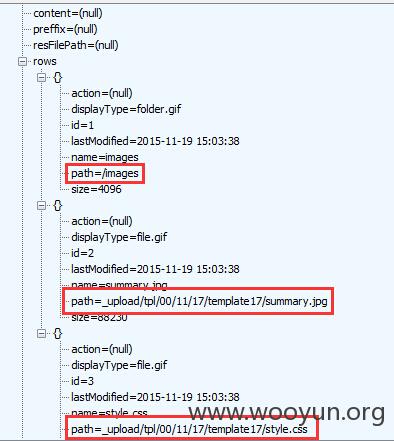 content=(null)
preffix=(null)
resFilePath=(null)
rows
{}
action=(null)
displayType=folder.gif
id=1
lastModified=2015-11-19 15:03:38
name=images
path=/images
size=4096
{}
action=(null)
displayType=file.gif
id=2
lastModified=2015-11-19 15:03:38
name=summary.jpg
path=_upload/tpl/00/11/17/template17/summary.jpg
size=88230
{}
action=(null)
displayType=file.gif
id=3
lastModified=2015-11-19 15:03:38
name=style.css
www.wooyun.org
path=_upload/tpl/00/11/17/template17/style.css